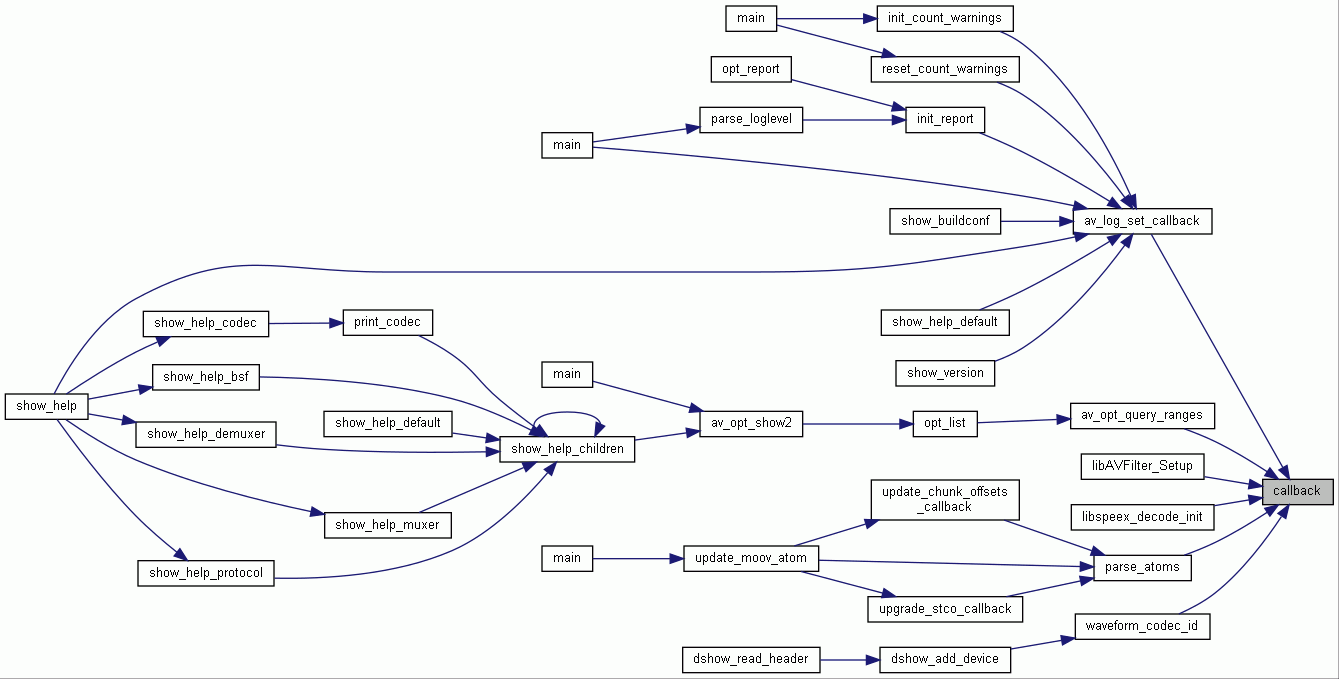 main
init_count_warnings
opt_report
reset_count_warnings
parse_loglevel
init_report
main
show_buildconf
av_log_set_callback
show_help_codec
print_codec
show_help_default
main
show_version
show_help_bsf
show_help
show_help_default
av_opt_show2
opt_list
av_opt_query_ranges
show_help_demuxer
show_help_children
libAVFilter_Setup
callback
update_chunk_offsets
_callback
show_help_muxer
libspeex_decode_init
main
update_moov_atom
parse_atoms
show_help_protocol
upgrade_stco_callback
waveform_codec_id
dshow_read_header
dshow_add_device